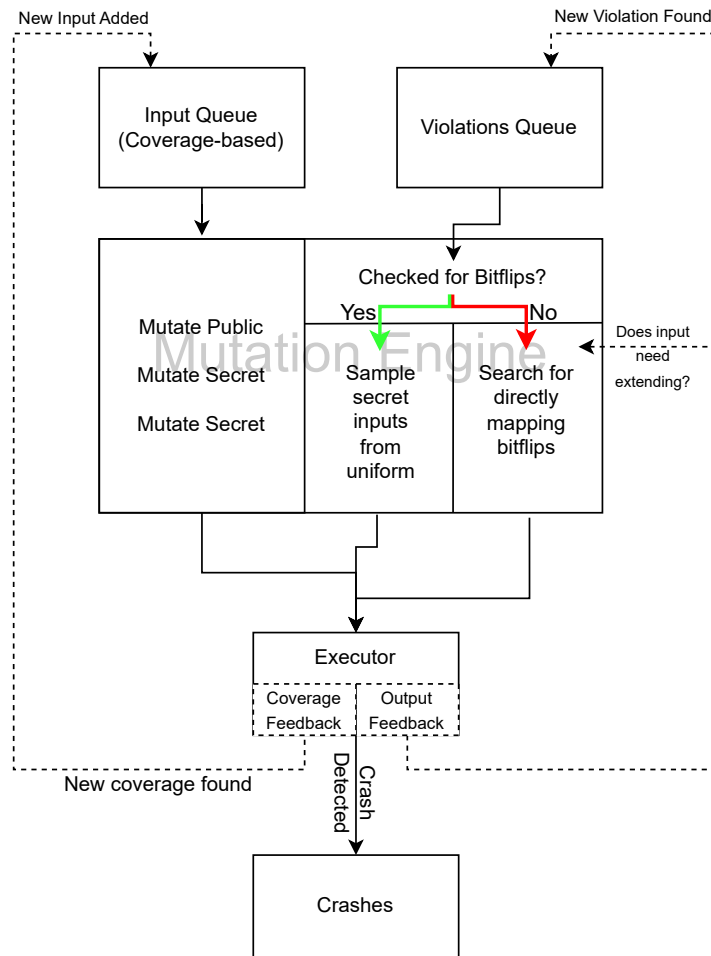 New Input Added
New Violation Found
Input Queue
(Coverage-based)
Violations Queue
Checked for Bitflips?
Yes
No
Mutation Engine
Mutate Public
Mutate Secret
Mutate Secret
Sample
secret
inputs
from
uniform
Search for
directly
mapping
bitflips
Does input
need
extending?
Executor
Coverage
Feedback
Output
Feedback
New coverage found
Crash
Detected
Crashes